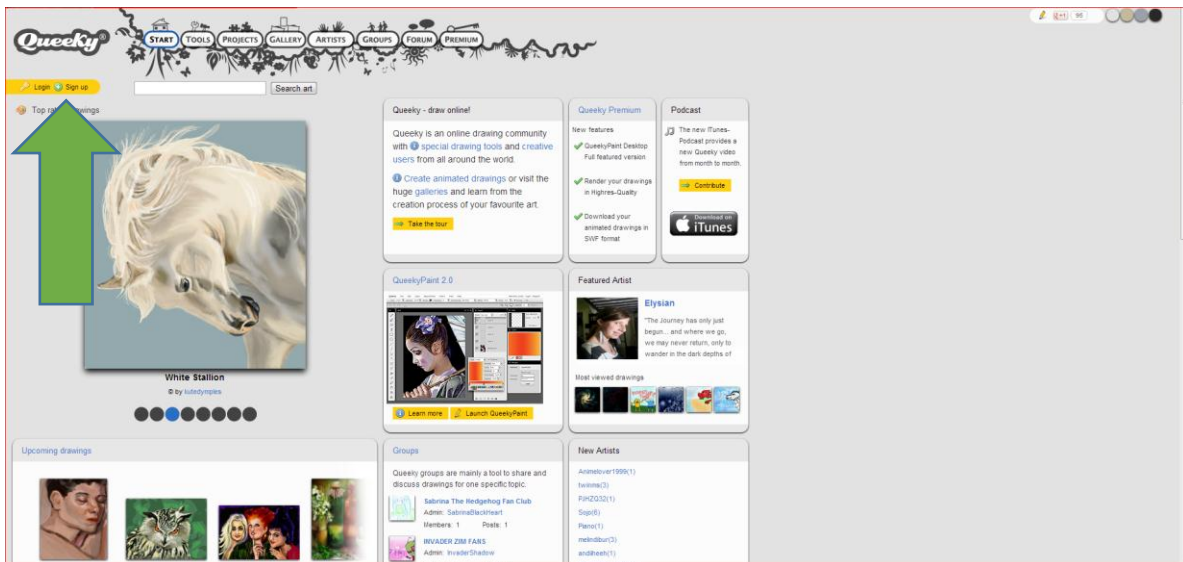 Queeky®
START TOOLS PROJECTS GALLERY ARTISTS GROUPS FORUM PREMIUM
+1 96
Login Sign up
Search art
Top drawings
White Stallion
© by kutedymples
Upcoming drawings
Queeky - draw online!
Queeky is an online drawing community
with special drawing tools and creative
users from all around the world.
Create animated drawings or visit the
huge galleries and learn from the
creation process of your favourite art.
Take the tour
Queeky Premium
New features
QueekyPaint Desktop
Full featured version
Render your drawings
in Highres-Quality
Download your
animated drawings in
SWF format
Podcast
The new iTunes-
Podcast provides a
new Queeky video
from month to month.
Contribute
Download on
iTunes
QueekyPaint 2.0
Learn more Launch QueekyPaint
Featured Artist
Elysian
"The Journey has only just
begun... and where we go,
we may never return, only to
wander in the dark depths of
Most viewed drawings
Groups
Queeky groups are mainly a tool to share and
discuss drawings for one specific topic.
Sabrina The Hedgehog Fan Club
Admin: SabrinaBlackHeart
Members: 1 Posts: 1
INVADER ZIM FANS
Admin: InvaderShadow
New Artists
Animelover1999(1)
twinms(3)
PJHZQ32(1)
Sojo(6)
Piano(1)
melindibur(3)
andiheeh(1)